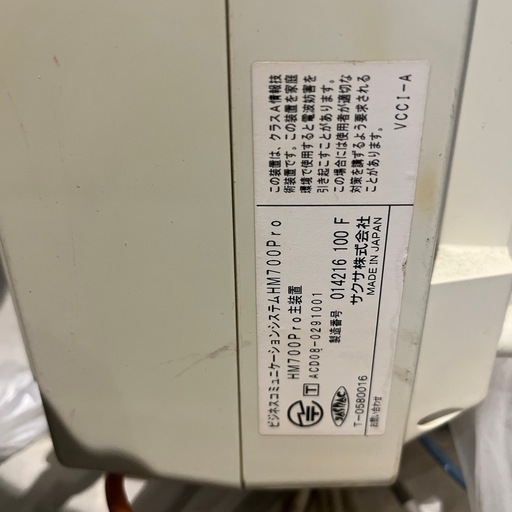 この装置は、クラスA情報技
術装置です。この装置を家庭
環境で使用すると電波妨害を
引き起こすことがあります。
この場合には使用者が適切な
対策を講ずるよう要求される
ことがあります。
VCCI-A
ビジネスコミュニケーションシステムHM700Pro
HM700Pro主装置
T ACD08-0291001
製造番号 014216 100 F
サクサ株式会社
MADE IN JAPAN
T-0580016
お問い合わせ